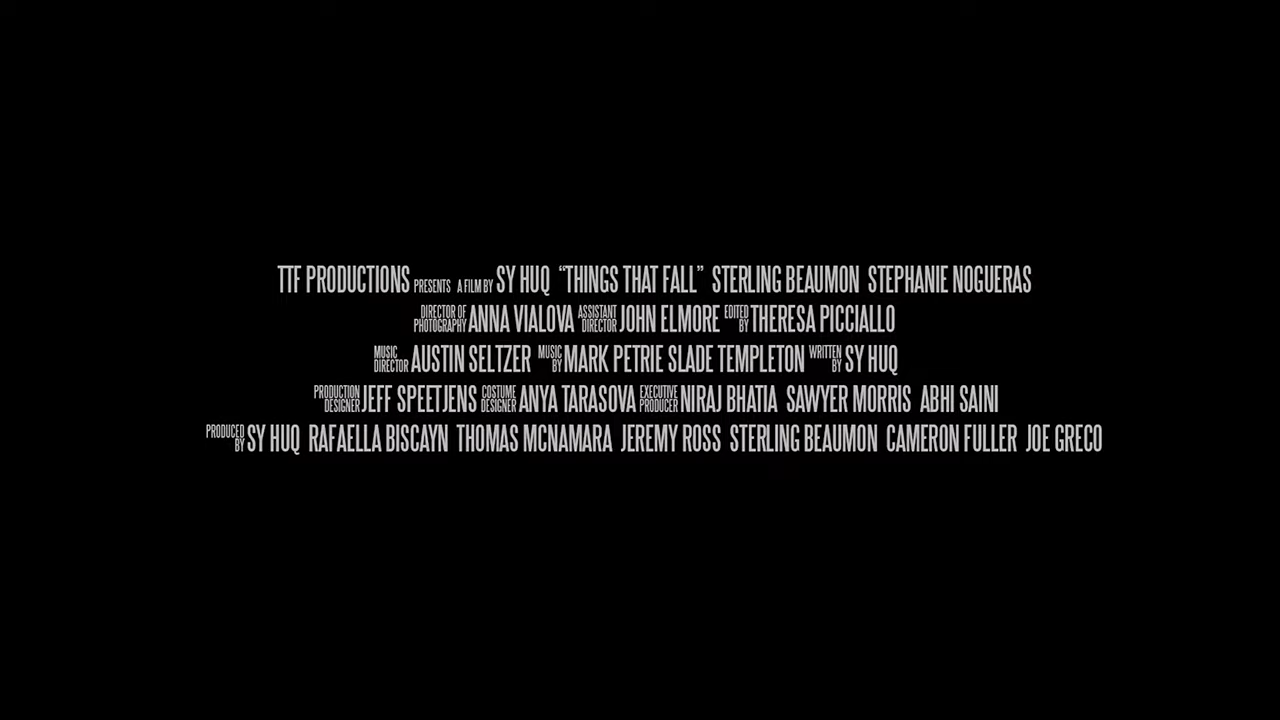 TTF PRODUCTIONS PRESENTS A FILM BY SY HUQ “THINGS THAT FALL” STERLING BEAUMON STEPHANIE NOGUERAS
DIRECTOR OF PHOTOGRAPHY ANNA VIALOVA ASSISTANT DIRECTOR JOHN ELMORE EDITED BY THERESA PICCIALLO
MUSIC DIRECTOR AUSTIN SELTZER MUSIC BY MARK PETRIE SLADE TEMPLETON WRITTEN BY SY HUQ
PRODUCTION DESIGNER JEFF SPEETJENS COSTUME DESIGNER ANYA TARASOVA EXECUTIVE PRODUCER NIRAJ BHATIA SAWYER MORRIS ABHI SAINI
PRODUCED BY SY HUQ RAFAELLA BISCAYN THOMAS MCNAMARA JEREMY ROSS STERLING BEAUMON CAMERON FULLER JOE GRECO